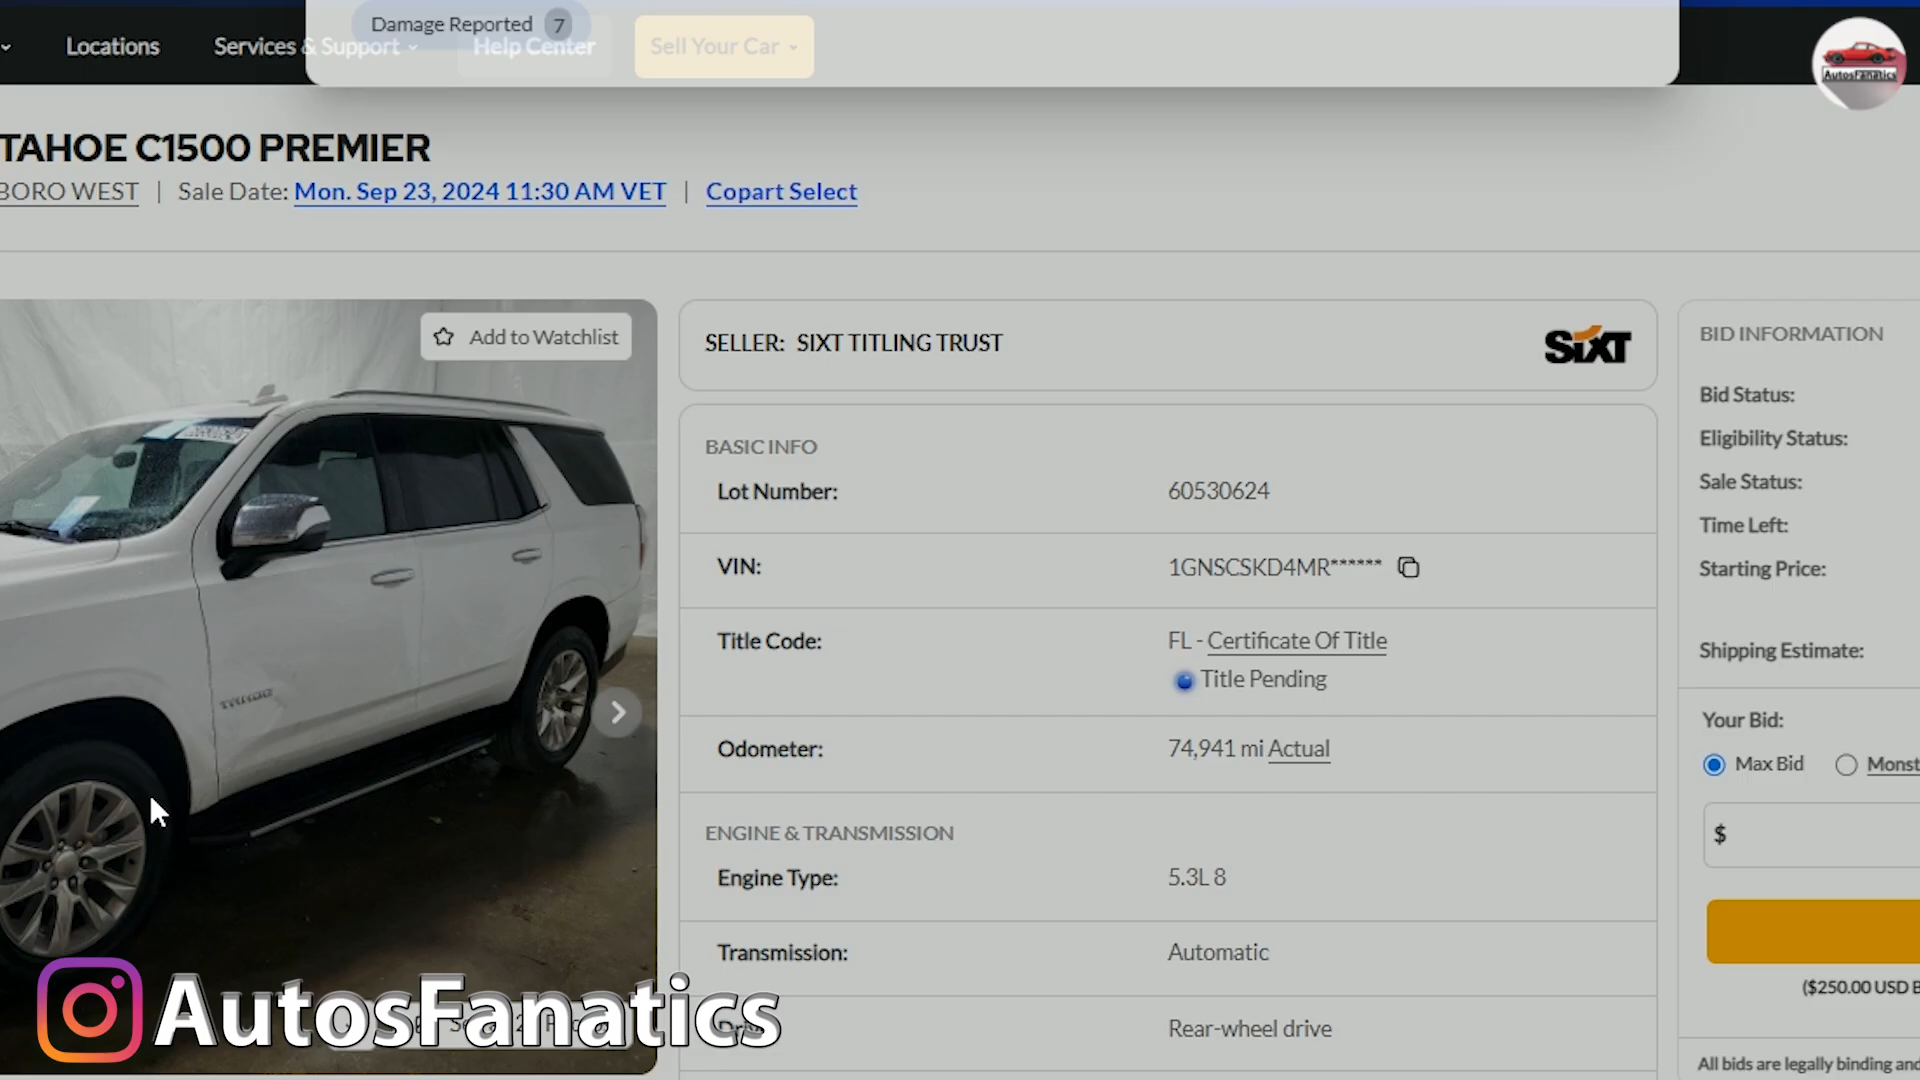 Damage Reported 7
Locations
Services & Support
Help Center
Sell Your Car
AutosFanatics
TAHOE C1500 PREMIER
BORO WEST | Sale Date: Mon. Sep 23, 2024 11:30 AM VET | Copart Select
Add to Watchlist
TAHOE
SELLER: SIXT TITLING TRUST
SIXT
BASIC INFO
Lot Number: 60530624
VIN: 1GNSCSKD4MR******
Title Code: FL - Certificate Of Title
Title Pending
Odometer: 74,941 mi Actual
ENGINE & TRANSMISSION
Engine Type: 5.3L 8
Transmission: Automatic
Rear-wheel drive
BID INFORMATION
Bid Status:
Eligibility Status:
Sale Status:
Time Left:
Starting Price:
Shipping Estimate:
Your Bid:
Max Bid
Monst
$
($250.00 USD B
All bids are legally binding and
AutosFanatics